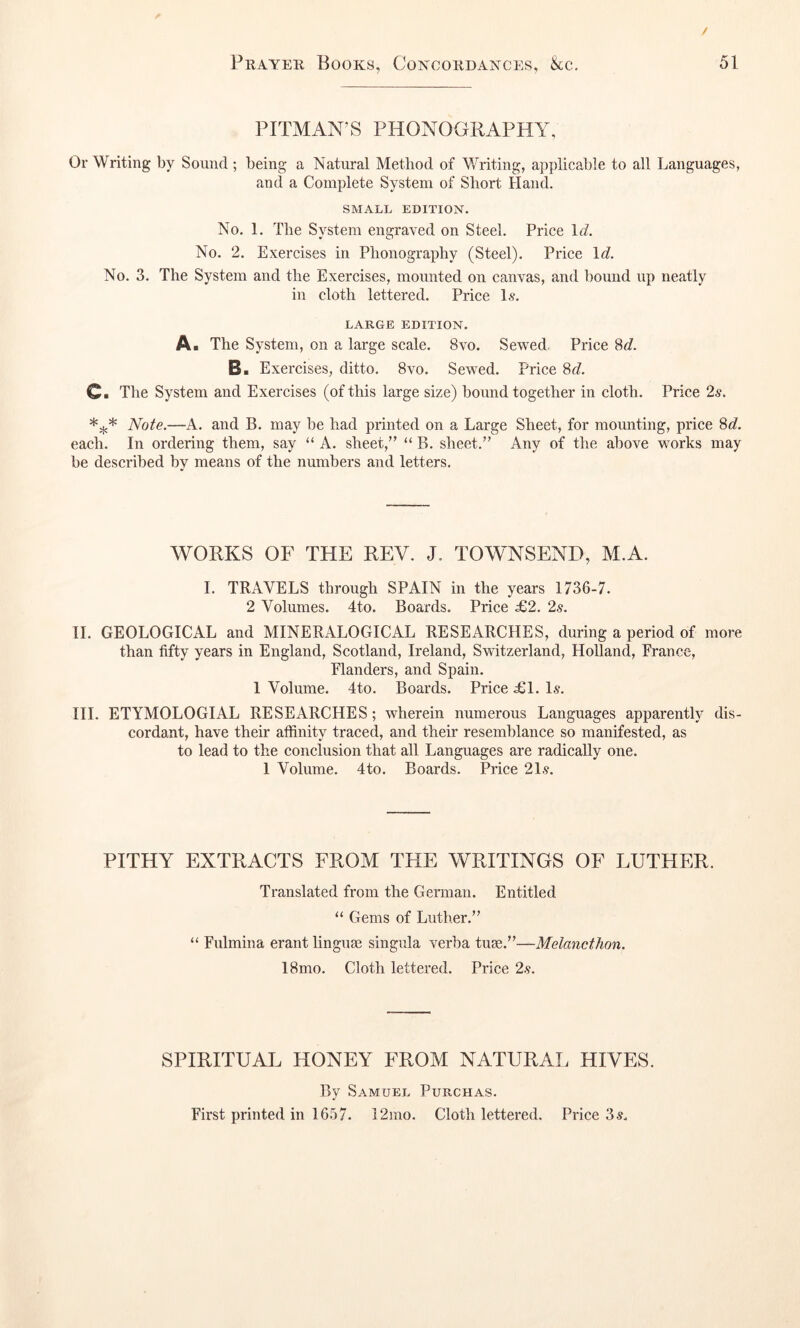 PRAYER BOOKS, CONCORDANCES, &c. 51
PITMAN'S PHONOGRAPHY,
Or Writing by Sound ; being a Natural Method of Writing, applicable to all Languages,
and a Complete System of Short Hand.
SMALL EDITION.
No. 1. The System engraved on Steel. Price 1d.
No. 2. Exercises in Phonography (Steel). Price 1d.
No. 3. The System and the Exercises, mounted on canvas, and bound up neatly
in cloth lettered. Price 1s.
LARGE EDITION.
A. The System, on a large scale. 8vo. Sewed. Price 8d.
B. Exercises, ditto. 8vo. Sewed. Price 8d.
C. The System and Exercises (of this large size) bound together in cloth. Price 2s.
*** Note.—A. and B. may be had printed on a Large Sheet, for mounting, price 8d.
each. In ordering them, say “ A. sheet,” “ B. sheet.” Any of the above works may
be described by means of the numbers and letters.
WORKS OF THE REV. J. TOWNSEND, M.A.
I. TRAVELS through SPAIN in the years 1736-7.
2 Volumes. 4to. Boards. Price £2. 2s.
II. GEOLOGICAL and MINERALOGICAL RESEARCHES, during a period of more
than fifty years in England, Scotland, Ireland, Switzerland, Holland, France,
Flanders, and Spain.
1 Volume. 4to. Boards. Price £1. 1s.
III. ETYMOLOGIAL RESEARCHES ; wherein numerous Languages apparently dis-
cordant, have their affinity traced, and their resemblance so manifested, as
to lead to the conclusion that all Languages are radically one.
1 Volume. 4to. Boards. Price 21s.
PITHY EXTRACTS FROM THE WRITINGS OF LUTHER.
Translated from the German. Entitled
“ Gems of Luther.”
“ Fulmina erant linguæ singula verba tuæ.”—Melancthon.
18mo. Cloth lettered. Price 2s.
SPIRITUAL HONEY FROM NATURAL HIVES.
By SAMUEL PURCHAS.
First printed in 1657. 12mo. Cloth lettered. Price 3s.